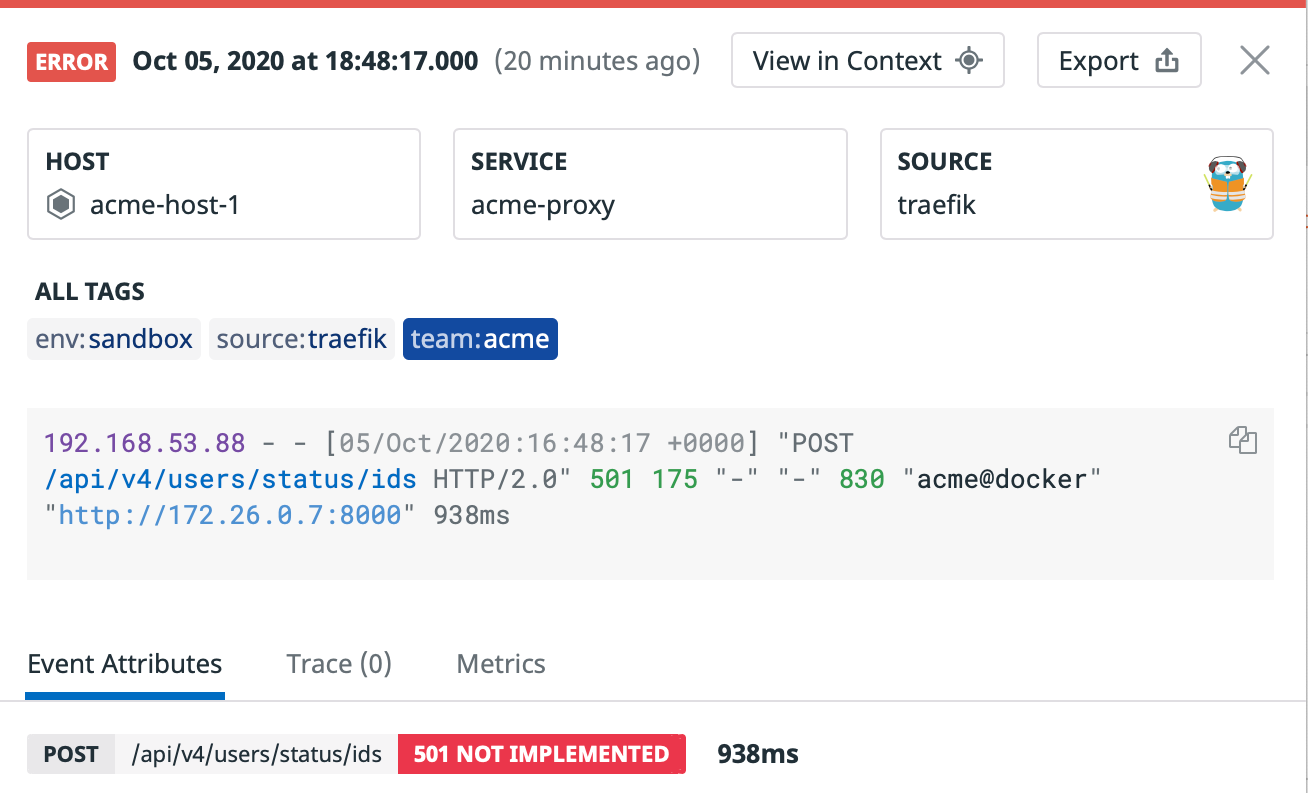 ERROR Oct 05, 2020 at 18:48:17.000 (20 minutes ago) View in Context Export
HOST SERVICE SOURCE
acme-host-1 acme-proxy traefik
ALL TAGS
env:sandbox source:traefik team:acme
192.168.53.88 - - [05/Oct/2020:16:48:17 +0000] "POST
/api/v4/users/status/ids HTTP/2.0" 501 175 "-" "-" 830 "acme@docker"
"http://172.26.0.7:8000" 938ms
Event Attributes Trace (0) Metrics
POST /api/v4/users/status/ids 501 NOT IMPLEMENTED 938ms